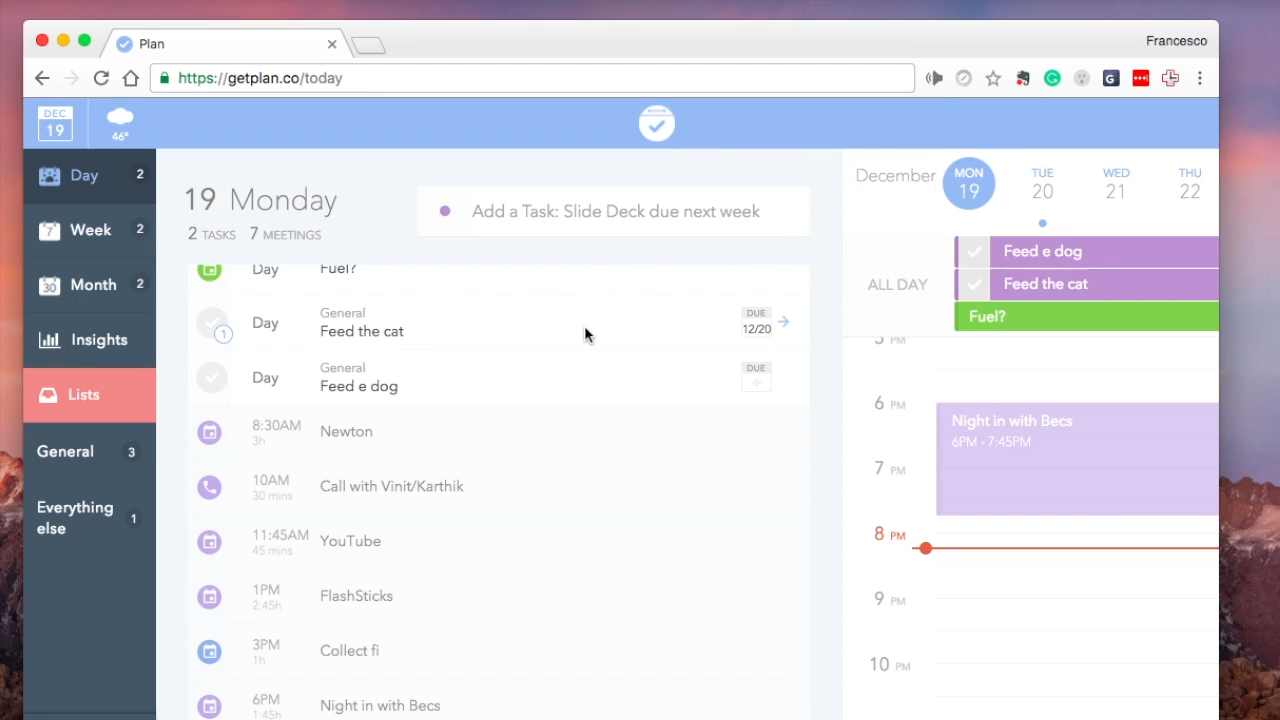 Plan
Francesco
https://getplan.co/today
DEC
19
46°
Day 2
7
Week 2
30
Month 2
Insights
Lists
General 3
Everything
else 1
19 Monday
2 TASKS 7 MEETINGS
Add a Task: Slide Deck due next week
Day Fuel?
General
Day Feed the cat
1
DUE
12/20
General
Day Feed e dog
DUE
+
8:30AM Newton
3h
10AM Call with Vinit/Karthik
30 mins
11:45AM YouTube
45 mins
1PM FlashSticks
2:45h
3PM Collect fi
1h
6PM Night in with Becs
1:45h
December
MON TUE WED THU
19 20 21 22
ALL DAY
Feed e dog
Feed the cat
Fuel?
5 PM
6 PM
Night in with Becs
6PM - 7:45PM
7 PM
8 PM
9 PM
10 PM